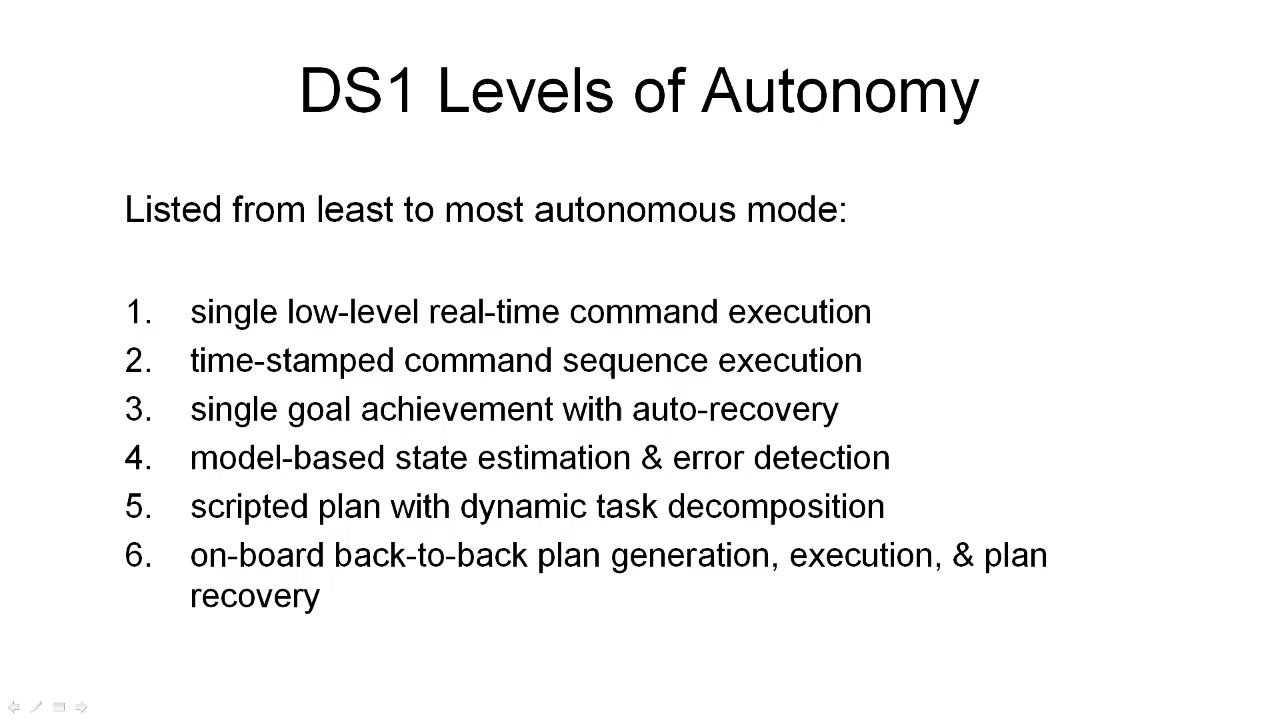 DS1 Levels of Autonomy
Listed from least to most autonomous mode:
1. single low-level real-time command execution
2. time-stamped command sequence execution
3. single goal achievement with auto-recovery
4. model-based state estimation & error detection
5. scripted plan with dynamic task decomposition
6. on-board back-to-back plan generation, execution, & plan
recovery